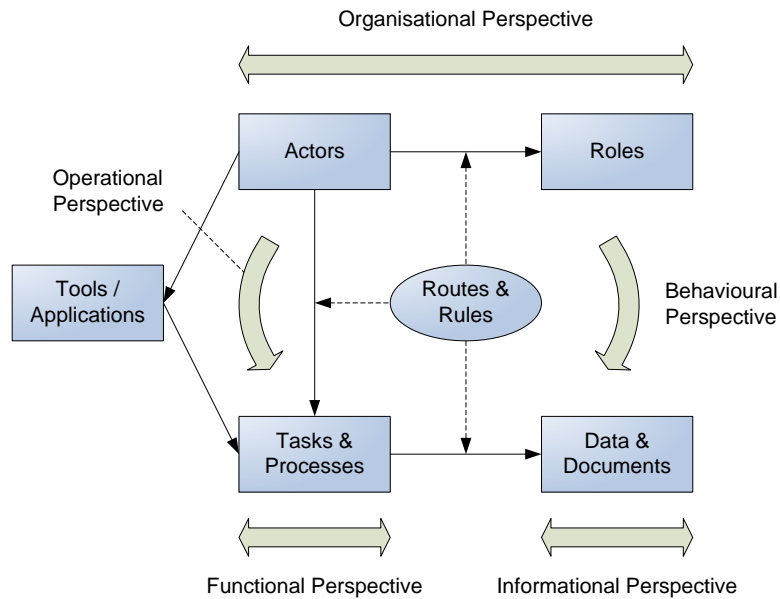 Organisational Perspective
Actors
Roles
Operational
Perspective
Tools /
Applications
Routes &
Rules
Behavioural
Perspective
Tasks &
Processes
Data &
Documents
Functional Perspective
Informational Perspective